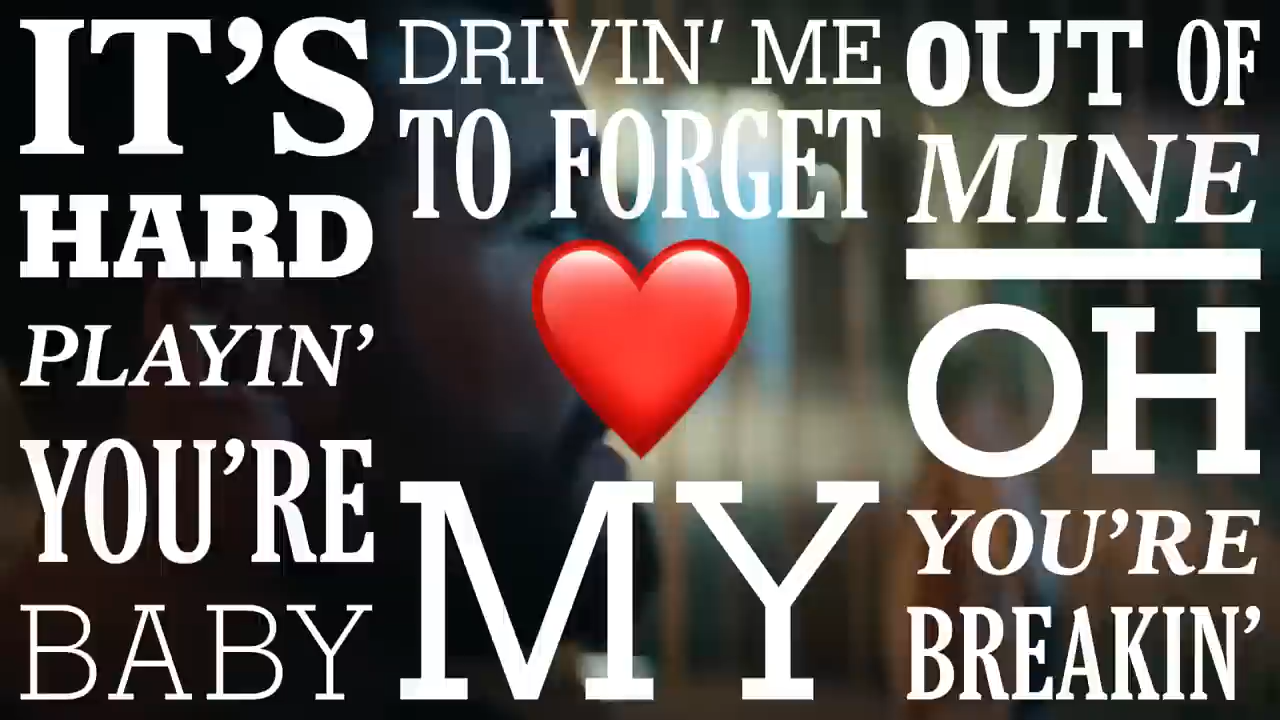 IT'S
HARD
PLAYIN'
YOU'RE
BABY
DRIVIN' ME
TO FORGET
MY
OUT OF
MINE
OH
YOU'RE
BREAKIN'